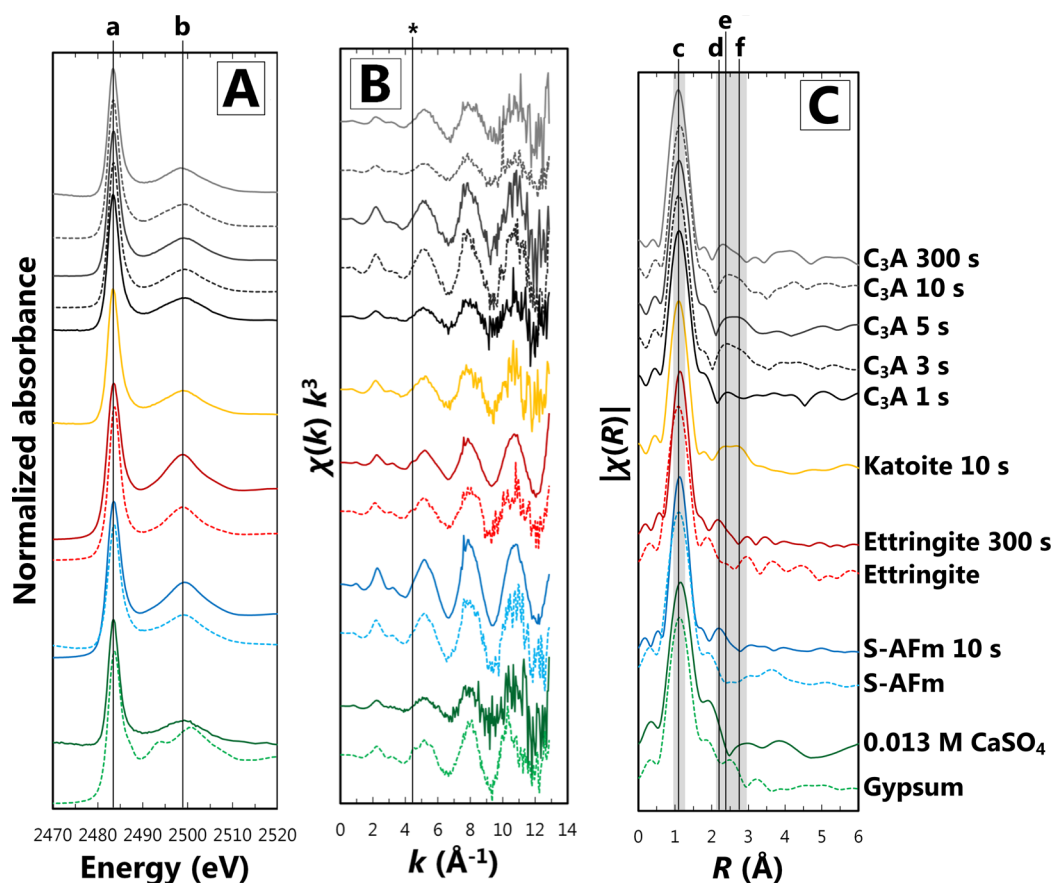 a b
A
Normalized absorbance
2470 2480 2490 2500 2510 2520
Energy (eV)
*
B
χ(k) k³
0 2 4 6 8 10 12 14
k (Å⁻¹)
e
c d f
C
|χ(R)|
C₃A 300 s
C₃A 10 s
C₃A 5 s
C₃A 3 s
C₃A 1 s
Katoite 10 s
Ettringite 300 s
Ettringite
S-AFm 10 s
S-AFm
0.013 M CaSO₄
Gypsum
0 1 2 3 4 5 6
R (Å)